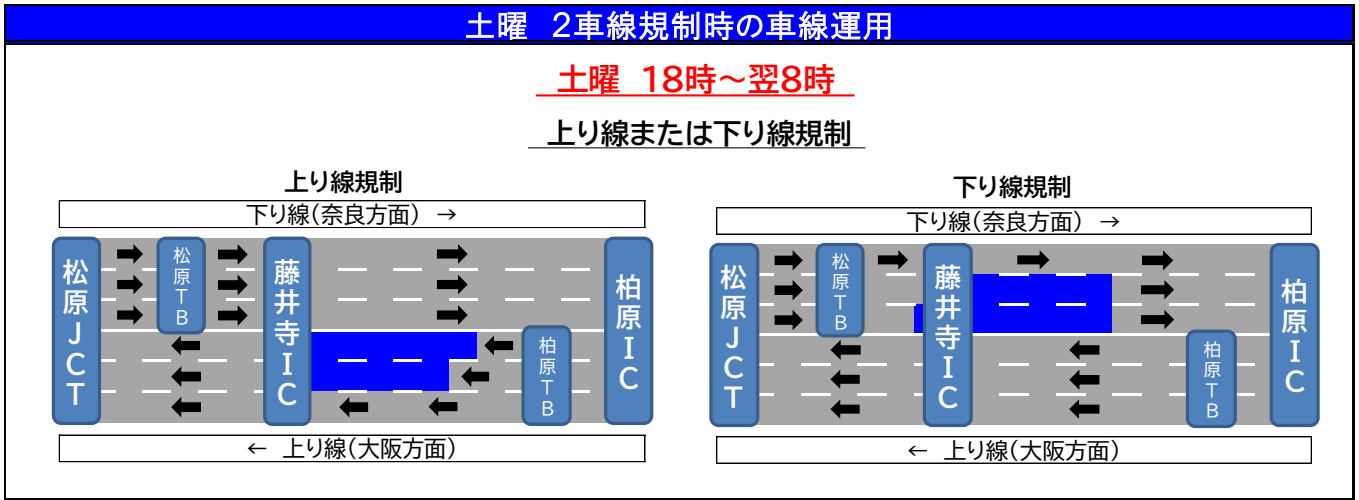 土曜　2車線規制時の車線運用
土曜　18時～翌8時
上り線または下り線規制
上り線規制
下り線(奈良方面)　→
松原JCT
松原TB
藤井寺IC
柏原TB
柏原IC
←　上り線(大阪方面)
下り線規制
下り線(奈良方面)　→
松原JCT
松原TB
藤井寺IC
柏原TB
柏原IC
←　上り線(大阪方面)